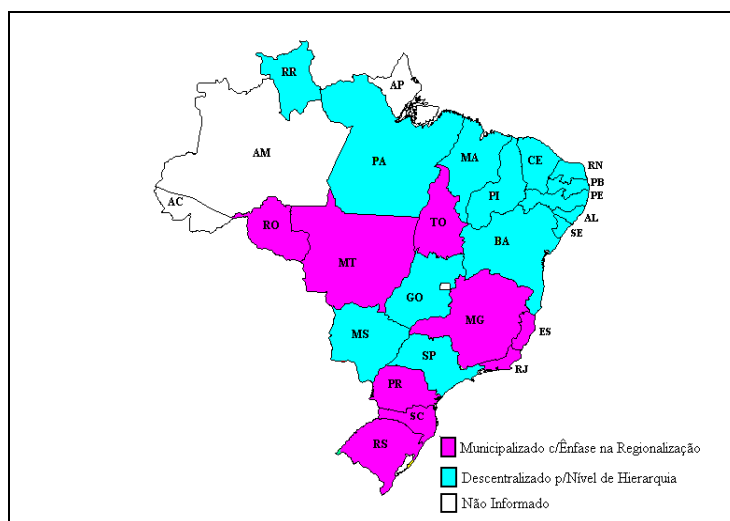 RR
AP
AM
PA
MA
CE
RN
PB
PE
PI
AL
AC
SE
RO
TO
BA
MT
GO
MG
ES
MS
SP
RJ
PR
SC
RS
Municipalizado c/Ênfase na Regionalização
Descentralizado p/Nível de Hierarquia
Não Informado